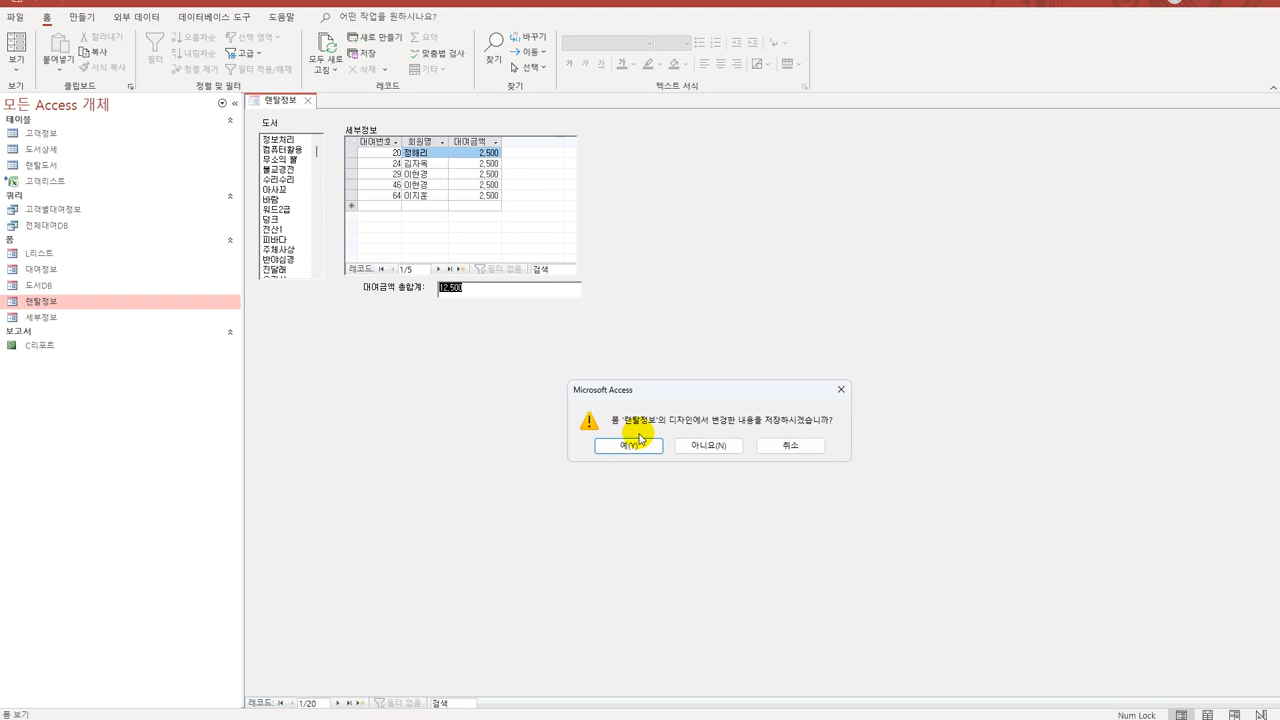 파일 홈 만들기 외부 데이터 데이터베이스 도구 도움말 어떤 작업을 원하시나요?
보기
보기
붙여넣기
잘라내기
복사
서식 복사
클립보드
필터
오름차순
내림차순
정렬 제거
선택 영역
고급
필터 적용/해제
정렬 및 필터
모두 새로
고침
새로 만들기
저장
삭제
요약
맞춤법 검사
기타
레코드
찾기
바꾸기
이동
선택
찾기
가 가 가 가
텍스트 서식
모든 Access 개체
테이블
고객정보
도서상세
랜탈도서
고객리스트
쿼리
고객별대여정보
전체대여DB
폼
L리스트
대여정보
도서DB
랜탈정보
세부정보
보고서
C리포트
랜탈정보
도서
정보처리
컴퓨터활용
무소의 뿔
불교경전
수리수리
아사꼬
바람
워드2급
덩크
전산1
피바다
주체사상
반야심경
진달래
세부정보
대여번호 회원명 대여금액
20 정해리 2,500
24 김자옥 2,500
29 이현경 2,500
46 이현경 2,500
64 이지훈 2,500
레코드: 1/5 필터 없음 검색
대여금액 총합계: 12,500
Microsoft Access
폼 '랜탈정보'의 디자인에서 변경한 내용을 저장하시겠습니까?
예(Y) 아니요(N) 취소
레코드: 1/20 필터 없음 검색
폼 보기 Num Lock